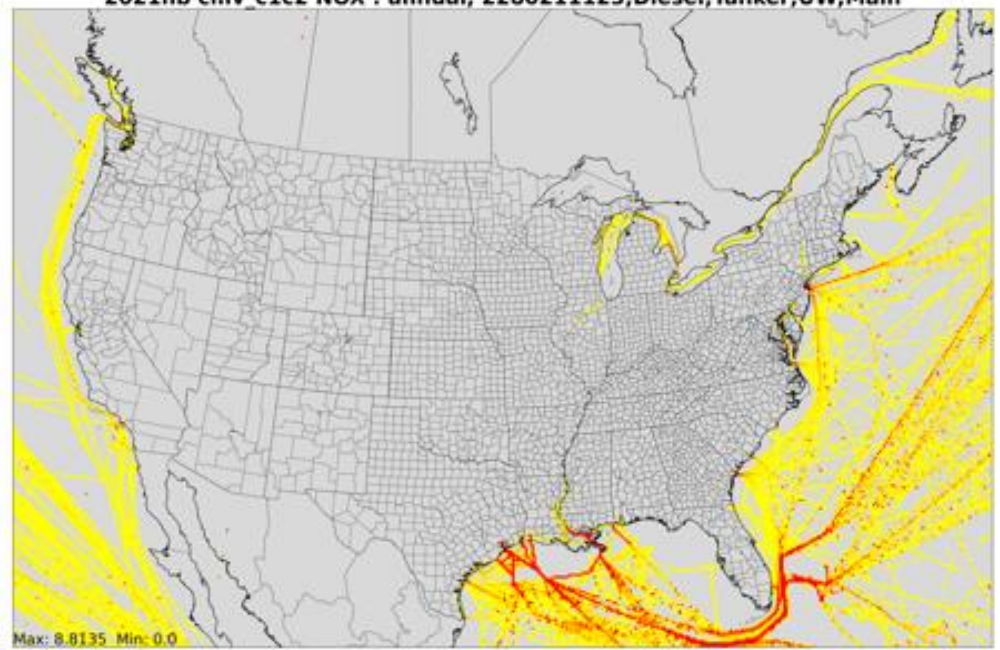 2021hb cmv_c1c2 NOX : annual, 2280211123,Diesel,Tanker,UW,Main
Max: 8.8135 Min: 0.0